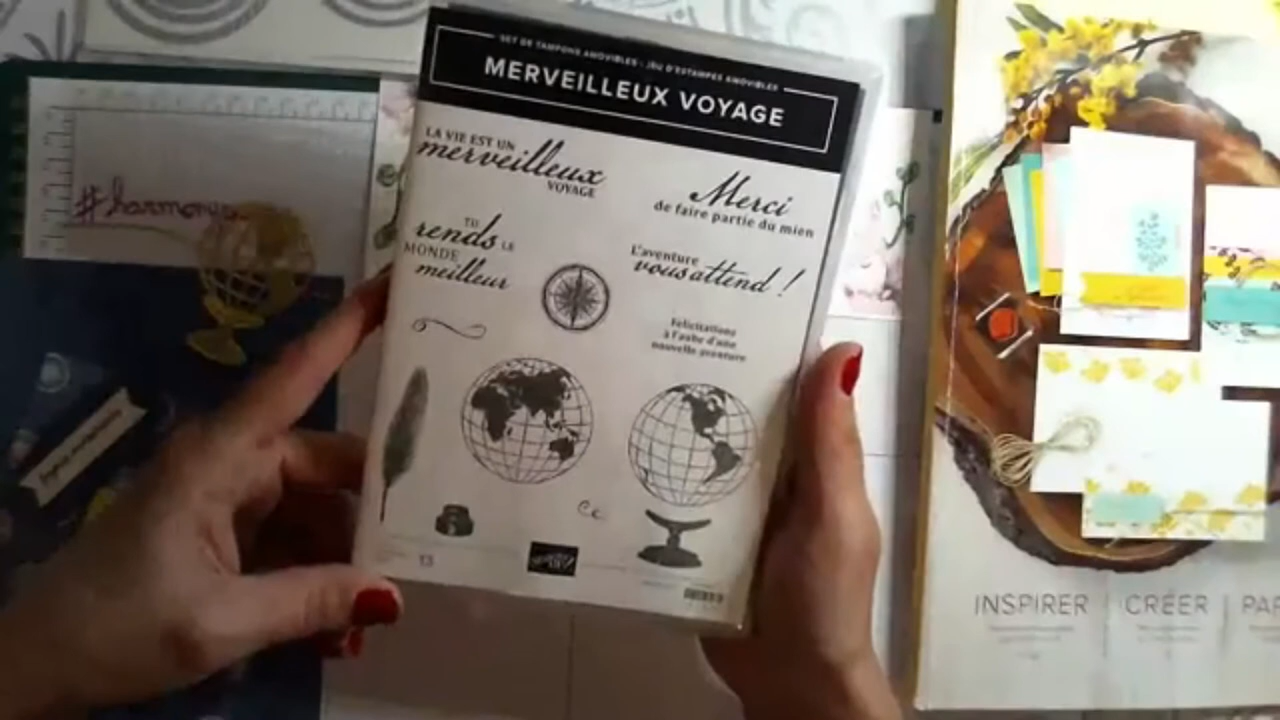 SET DE TAMPONS AMOVIBLES · JEU D'ESTAMPES AMOVIBLES
MERVEILLEUX VOYAGE
LA VIE EST UN
merveilleux
VOYAGE
Merci
de faire partie du mien
TU
rends LE
MONDE
meilleur
L'aventure
vous attend !
Félicitations
à l'aube d'une
nouvelle aventure
13
#harmonie
INSPIRER
CRÉER
PAR